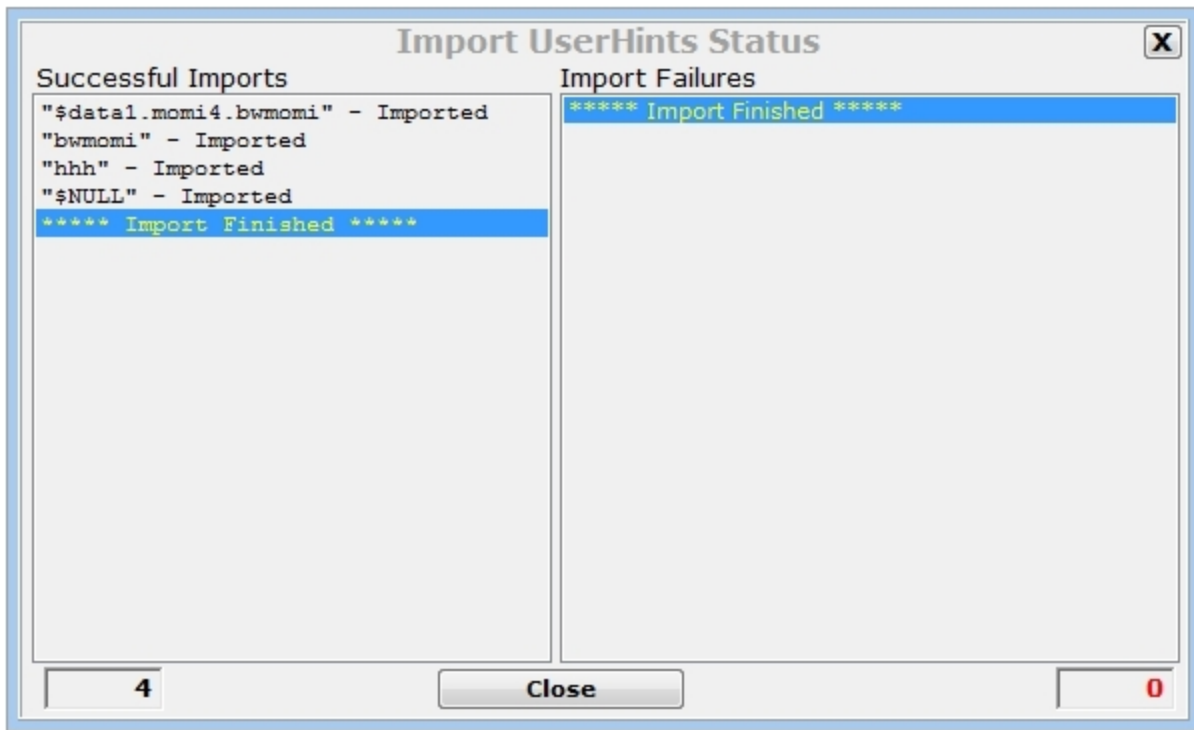 Import UserHints Status
X
Successful Imports
Import Failures
"$data1.momi4.bwmomi" - Imported
"bwmomi" - Imported
"hhh" - Imported
"$NULL" - Imported
***** Import Finished *****
***** Import Finished *****
4
Close
0